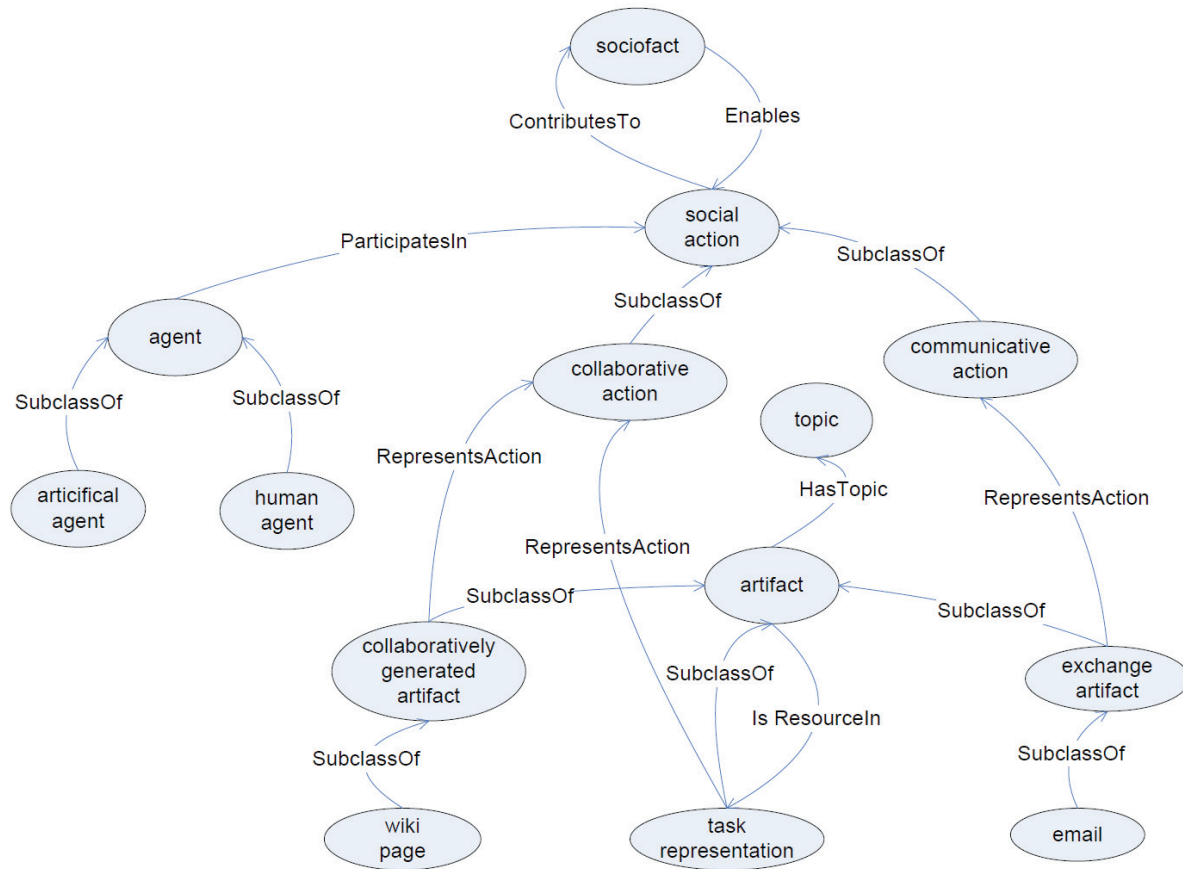 sociofact
ContributesTo
Enables
social
action
ParticipatesIn
SubclassOf
SubclassOf
agent
collaborative
action
communicative
action
SubclassOf
SubclassOf
topic
RepresentsAction
HasTopic
RepresentsAction
articifical
agent
human
agent
RepresentsAction
artifact
SubclassOf
SubclassOf
collaboratively
generated
artifact
SubclassOf
exchange
artifact
Is ResourceIn
SubclassOf
SubclassOf
wiki
page
task
representation
email